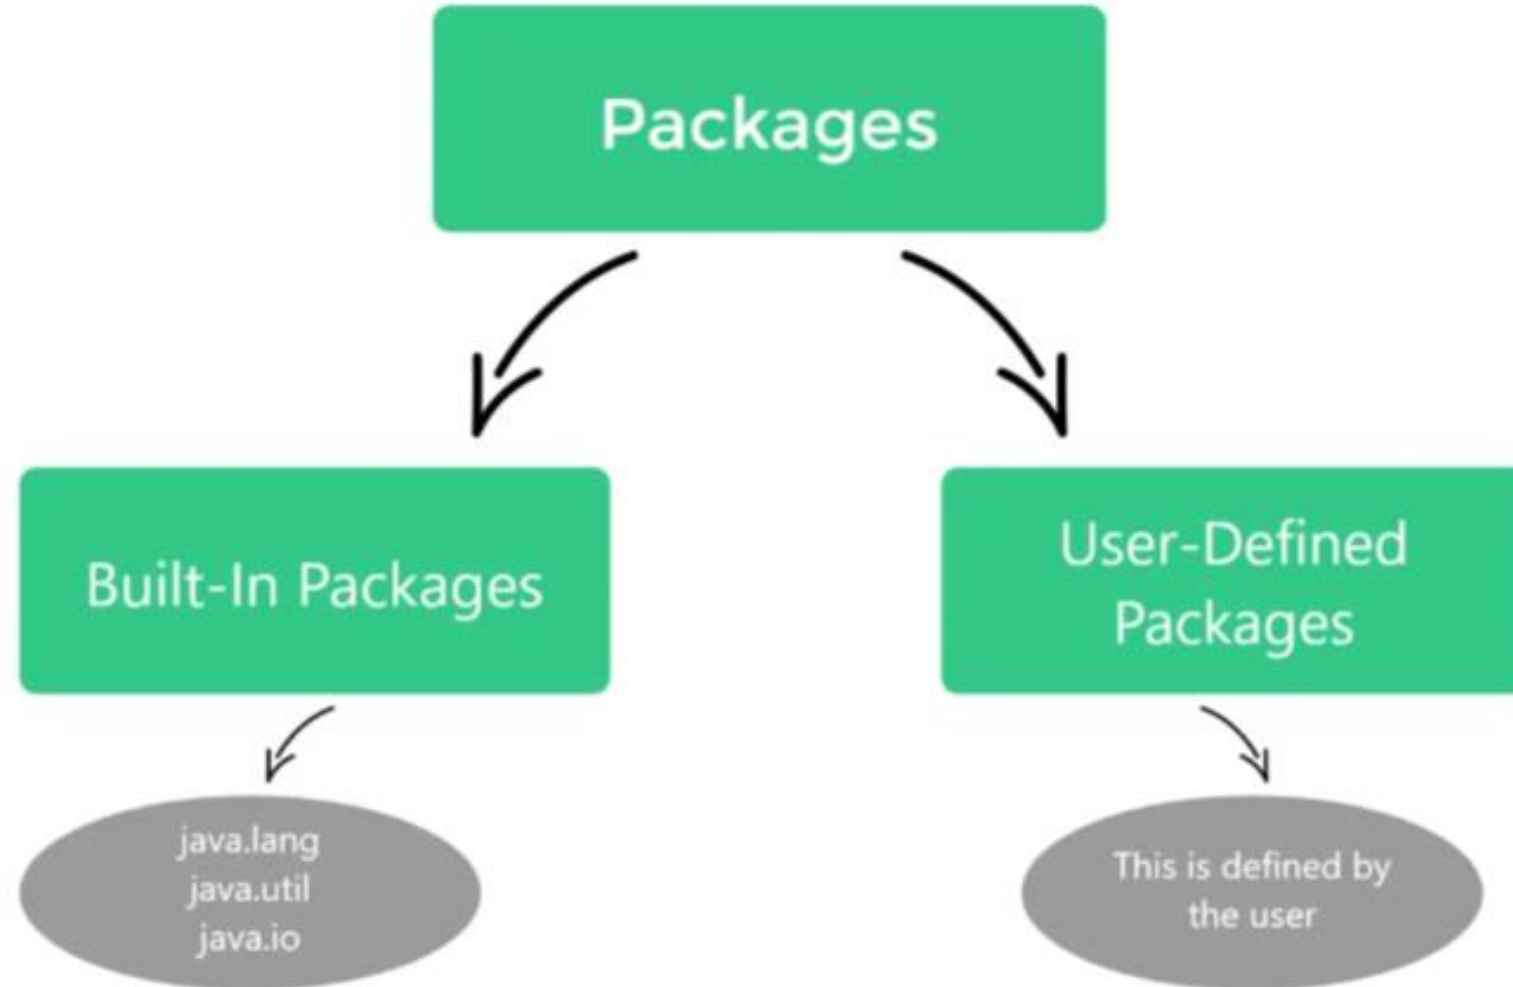 Packages
Built-In Packages
User-Defined
Packages
java.lang
java.util
java.io
This is defined by
the user